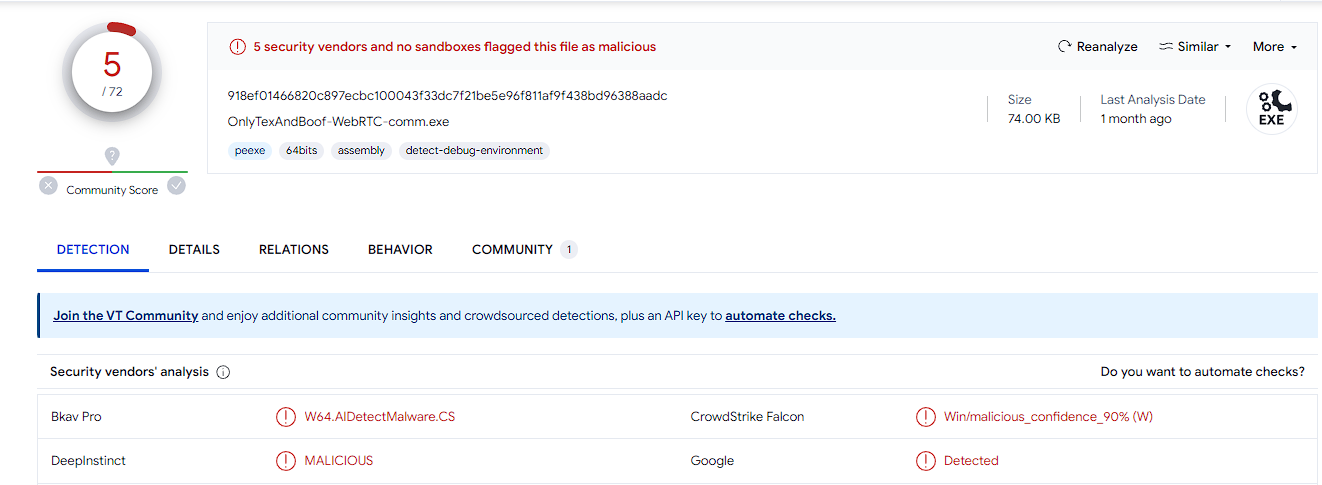 5
/ 72
Community Score
5 security vendors and no sandboxes flagged this file as malicious
Reanalyze
Similar
More
918ef01466820c897ecbc100043f33dc7f21be5e96f811af9f438bd96388aadc
OnlyTexAndBoof-WebRTC-comm.exe
peexe 64bits assembly detect-debug-environment
Size
74.00 KB
Last Analysis Date
1 month ago
EXE
DETECTION DETAILS RELATIONS BEHAVIOR COMMUNITY 1
Join the VT Community and enjoy additional community insights and crowdsourced detections, plus an API key to automate checks.
Security vendors' analysis Do you want to automate checks?
Bkav Pro W64.AIDetectMalware.CS CrowdStrike Falcon Win/malicious_confidence_90% (W)
DeepInstinct MALICIOUS Google Detected